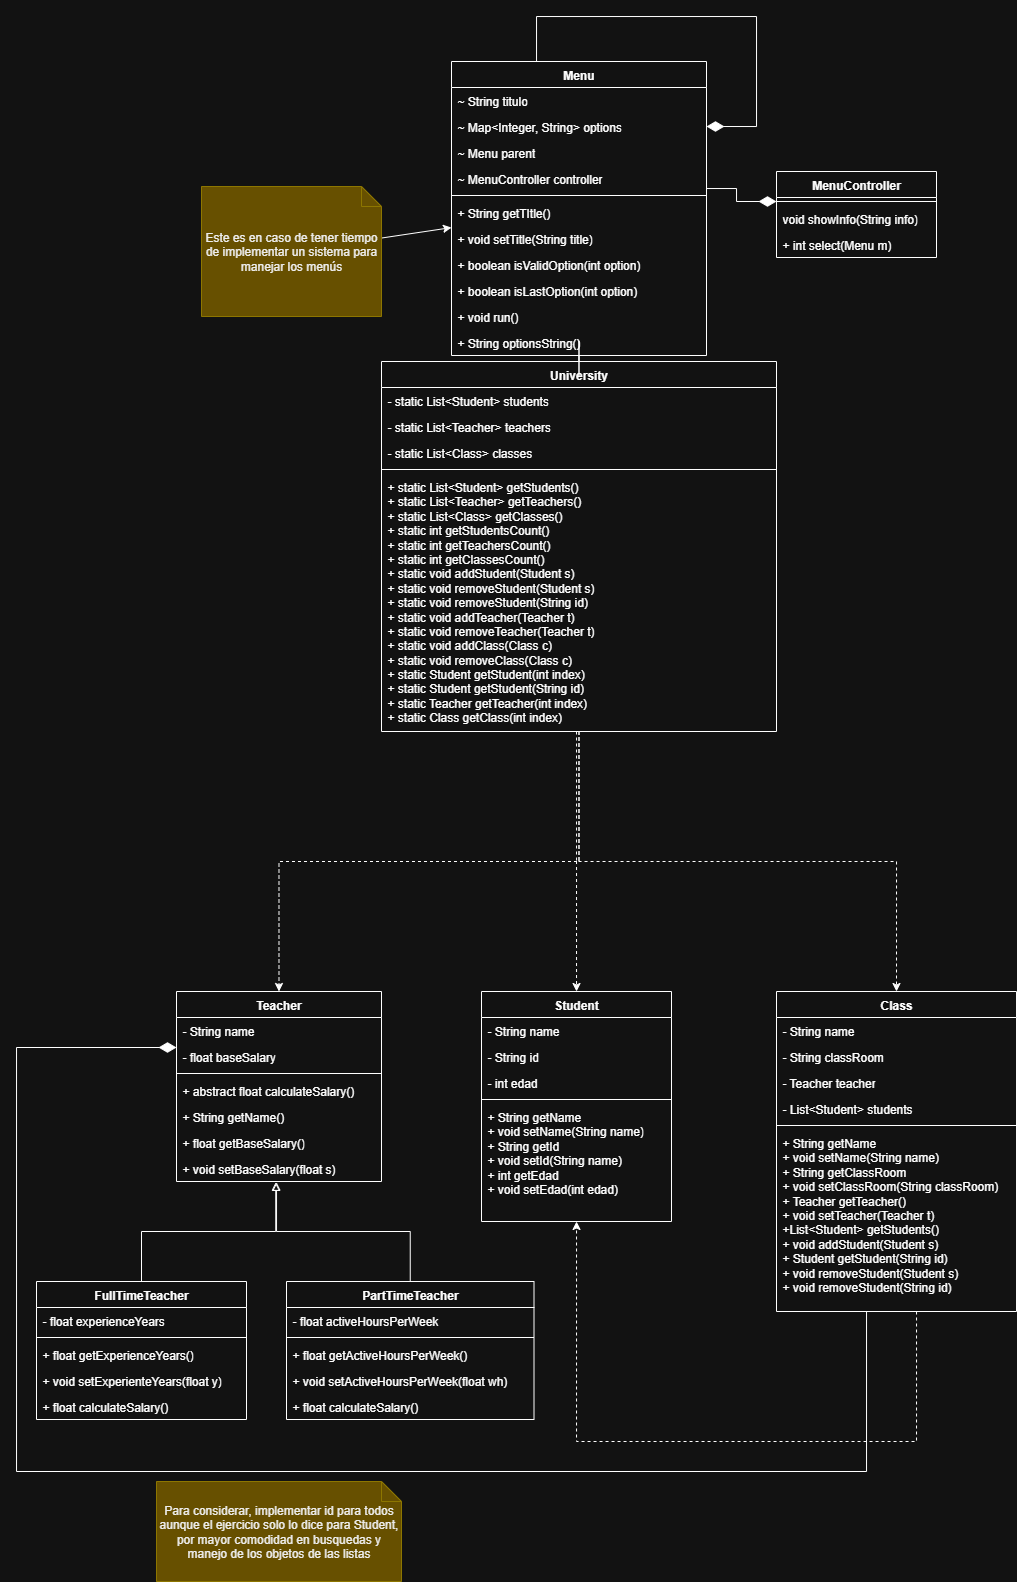 Menu
~ String titulo
~ Map<Integer, String> options
~ Menu parent
~ MenuController controller
+ String getTItle()
+ void setTitle(String title)
+ boolean isValidOption(int option)
+ boolean isLastOption(int option)
+ void run()
+ String optionsString()
MenuController
void showInfo(String info)
+ int select(Menu m)
Este es en caso de tener tiempo
de implementar un sistema para
manejar los menús
University
- static List<Student> students
- static List<Teacher> teachers
- static List<Class> classes
+ static List<Student> getStudents()
+ static List<Teacher> getTeachers()
+ static List<Class> getClasses()
+ static int getStudentsCount()
+ static int getTeachersCount()
+ static int getClassesCount()
+ static void addStudent(Student s)
+ static void removeStudent(Student s)
+ static void removeStudent(String id)
+ static void addTeacher(Teacher t)
+ static void removeTeacher(Teacher t)
+ static void addClass(Class c)
+ static void removeClass(Class c)
+ static Student getStudent(int index)
+ static Student getStudent(String id)
+ static Teacher getTeacher(int index)
+ static Class getClass(int index)
Teacher
- String name
- float baseSalary
+ abstract float calculateSalary()
+ String getName()
+ float getBaseSalary()
+ void setBaseSalary(float s)
Student
- String name
- String id
- int edad
+ String getName
+ void setName(String name)
+ String getId
+ void setId(String name)
+ int getEdad
+ void setEdad(int edad)
Class
- String name
- String classRoom
- Teacher teacher
- List<Student> students
+ String getName
+ void setName(String name)
+ String getClassRoom
+ void setClassRoom(String classRoom)
+ Teacher getTeacher()
+ void setTeacher(Teacher t)
+List<Student> getStudents()
+ void addStudent(Student s)
+ Student getStudent(String id)
+ void removeStudent(Student s)
+ void removeStudent(String id)
FullTimeTeacher
- float experienceYears
+ float getExperienceYears()
+ void setExperienteYears(float y)
+ float calculateSalary()
PartTimeTeacher
- float activeHoursPerWeek
+ float getActiveHoursPerWeek()
+ void setActiveHoursPerWeek(float wh)
+ float calculateSalary()
Para considerar, implementar id para todos
aunque el ejercicio solo lo dice para Student,
por mayor comodidad en busquedas y
manejo de los objetos de las listas